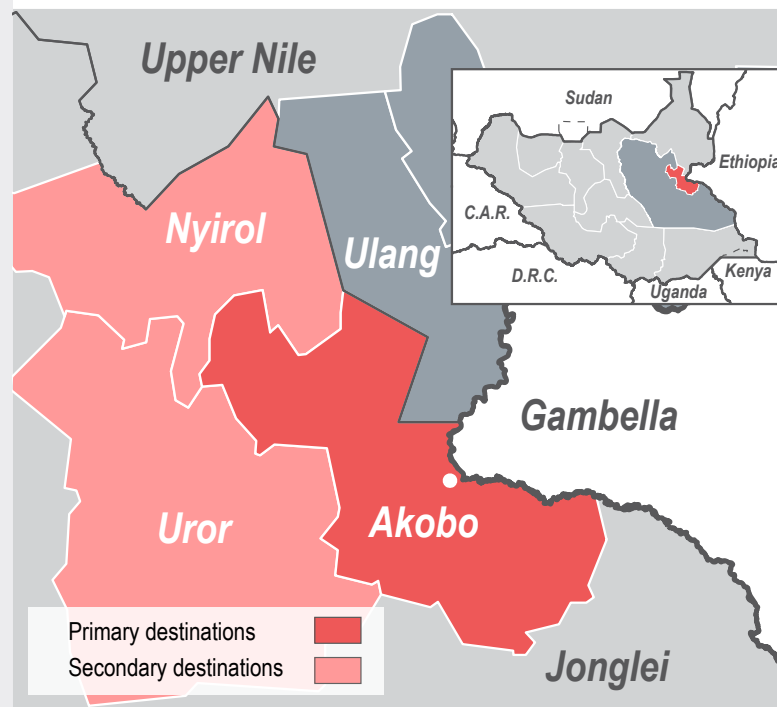 Upper Nile
Sudan
Ethiopia
C.A.R.
D.R.C.
Kenya
Uganda
Nyirol
Ulang
Gambella
Uror
Akobo
Jonglei
Primary destinations
Secondary destinations